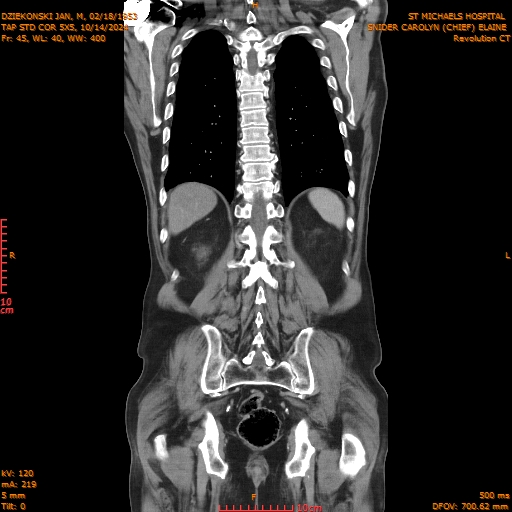 DZIEKONSKI JAN, M, 02/18/1953
TAP STD COR 5X5, 10/14/202
Fr: 45, WL: 40, WW: 400
H
ST MICHAELS HOSPITAL
SNIDER CAROLYN (CHIEF) ELAINE
Revolution CT
R
L
10
cm
kV: 120
mA: 219
5 mm
Tilt: 0
F
10cm
500 ms
DFOV: 700.62 mm